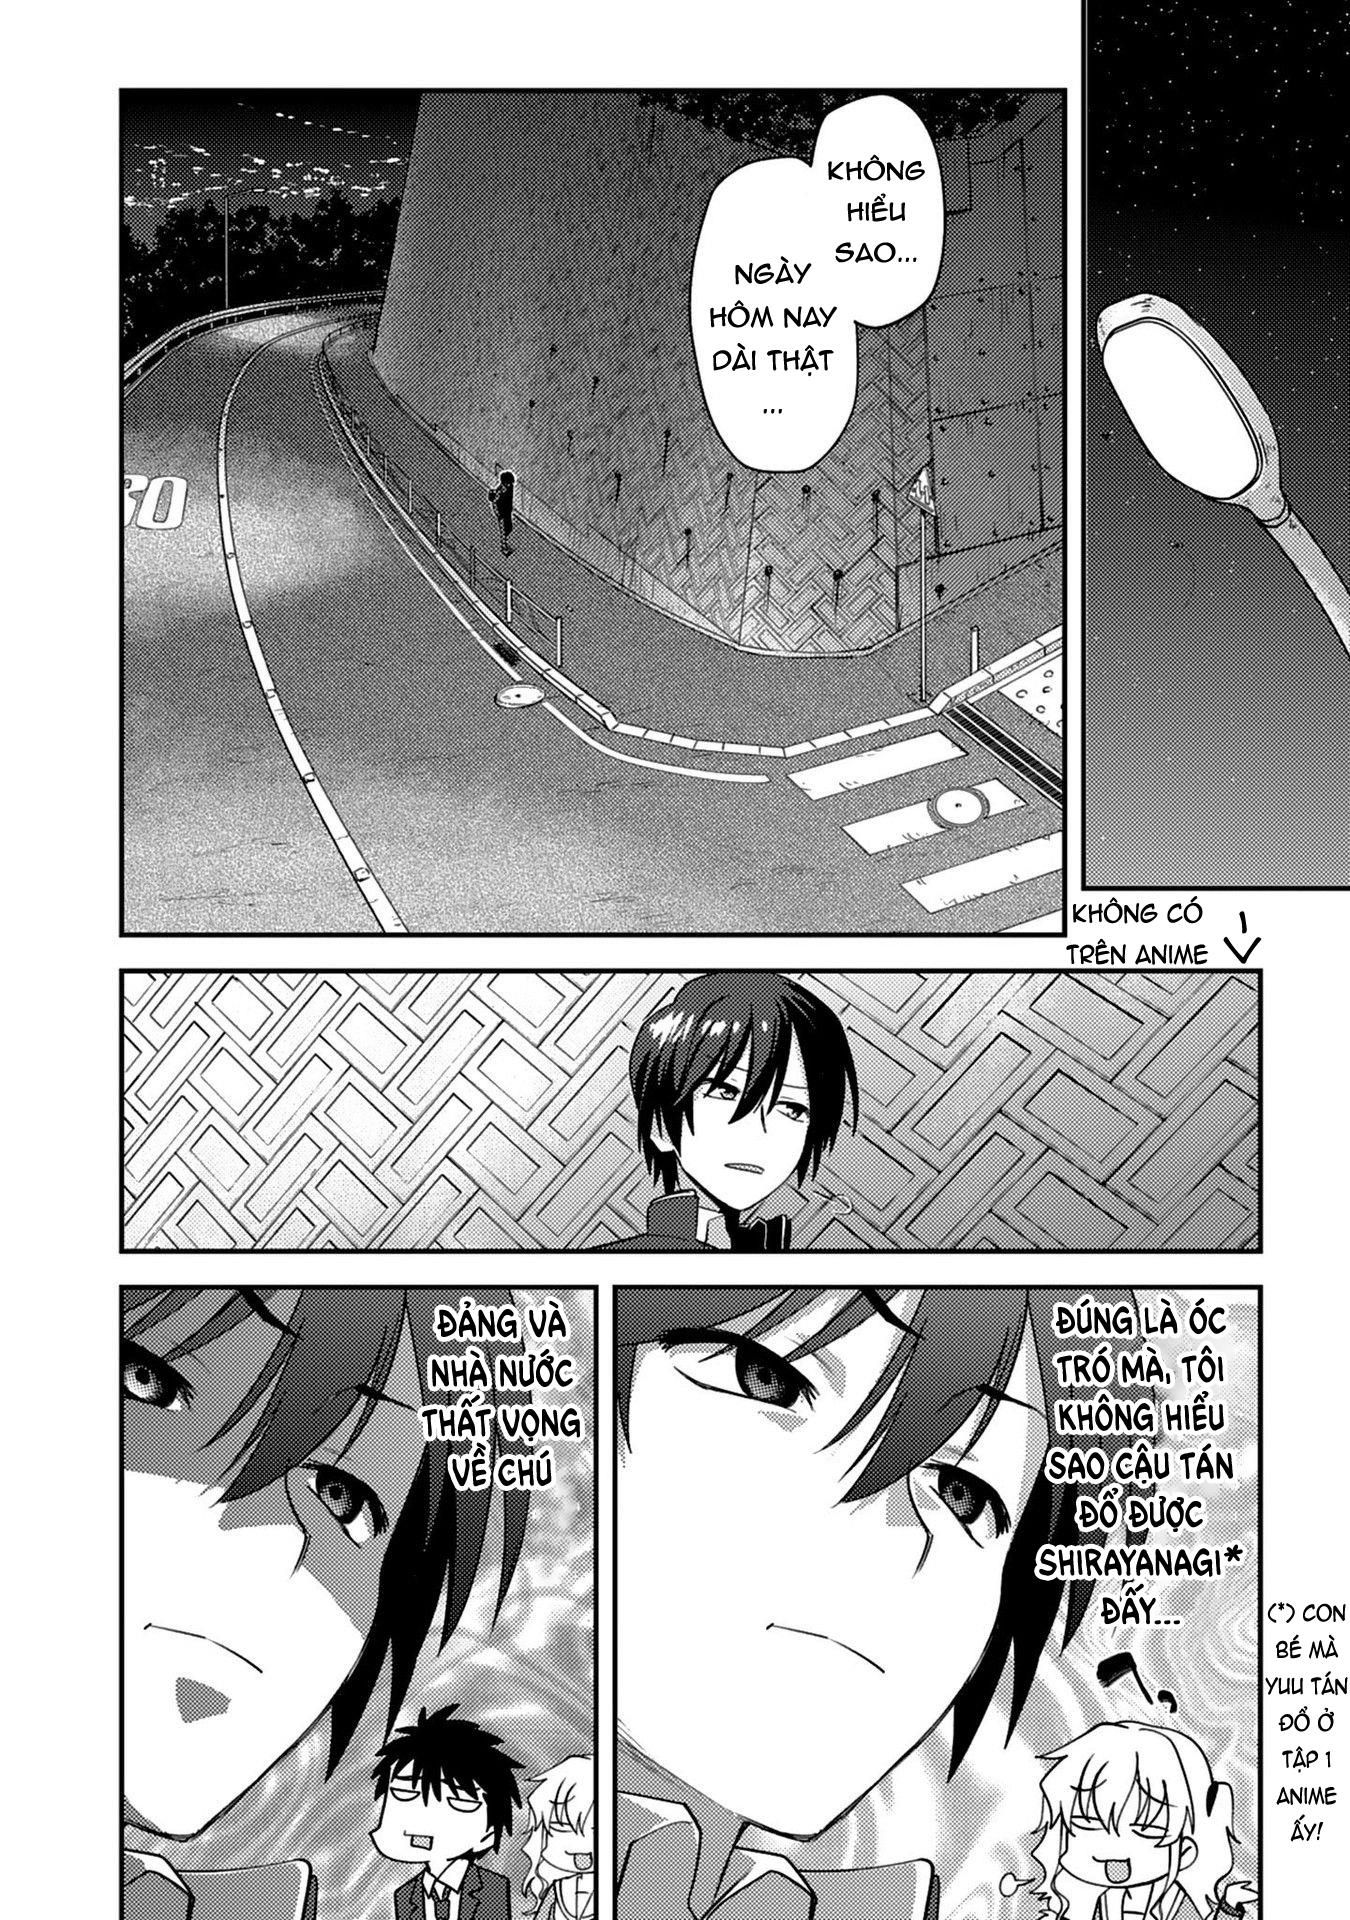 KHÔNG
HIỂU
SAO...
NGÀY
HÔM NAY
DÀI THẬT
...
30
KHÔNG CÓ
TRÊN ANIME
ĐÚNG LÀ ÓC
TRÓ MÀ, TÔI
KHÔNG HIỂU
SAO CẬU TÁN
ĐỔ ĐƯỢC
SHIRAYANAGI*
ĐẤY...
(*) CON
BÉ MÀ
YUU TÁN
ĐỔ Ở
TẬP 1
ANIME
ẤY!
ĐẢNG VÀ
NHÀ NƯỚC
THẤT VỌNG
VỀ CHÚ